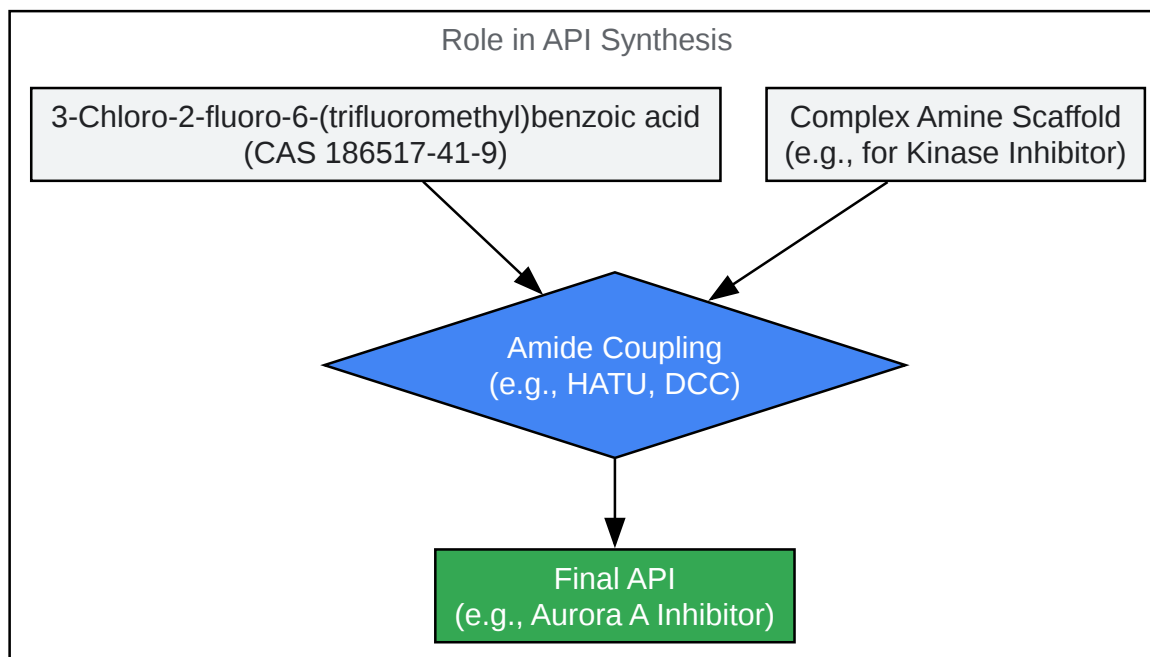 Role in API Synthesis
3-Chloro-2-fluoro-6-(trifluoromethyl)benzoic acid
(CAS 186517-41-9)
Complex Amine Scaffold
(e.g., for Kinase Inhibitor)
Amide Coupling
(e.g., HATU, DCC)
Final API
(e.g., Aurora A Inhibitor)